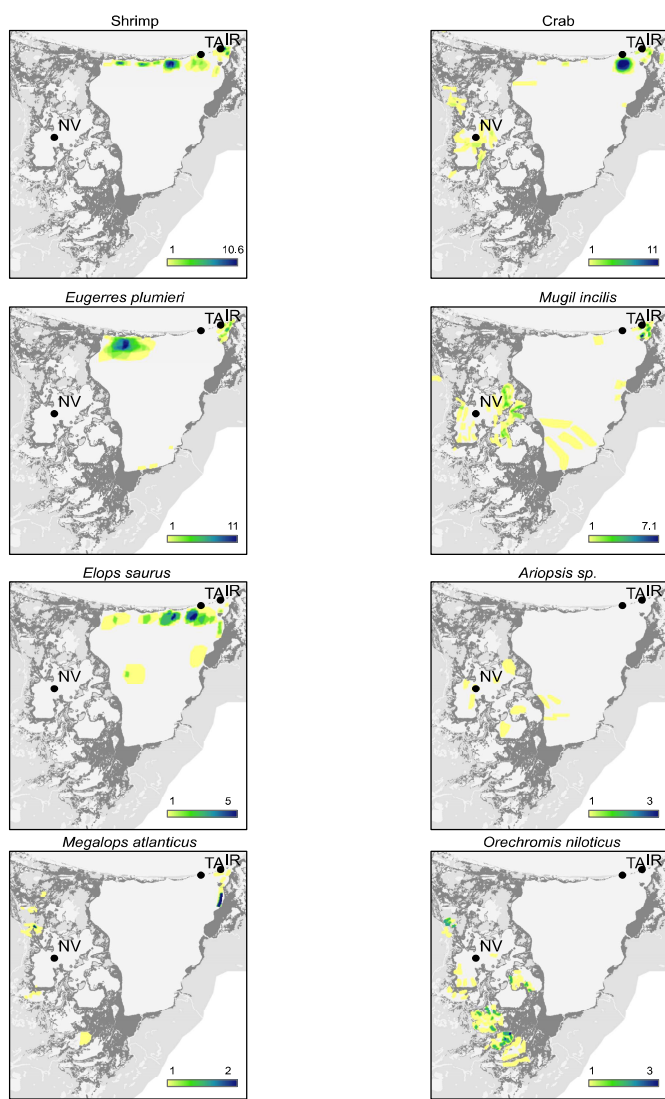 Shrimp
TA IR
NV
1 10.6
Crab
TA IR
NV
1 11
Eugerres plumieri
TA IR
NV
1 11
Mugil incilis
TA IR
NV
1 7.1
Elops saurus
TA IR
NV
1 5
Ariopsis sp.
TA IR
NV
1 3
Megalops atlanticus
TA IR
NV
1 2
Orechromis niloticus
TA IR
NV
1 3